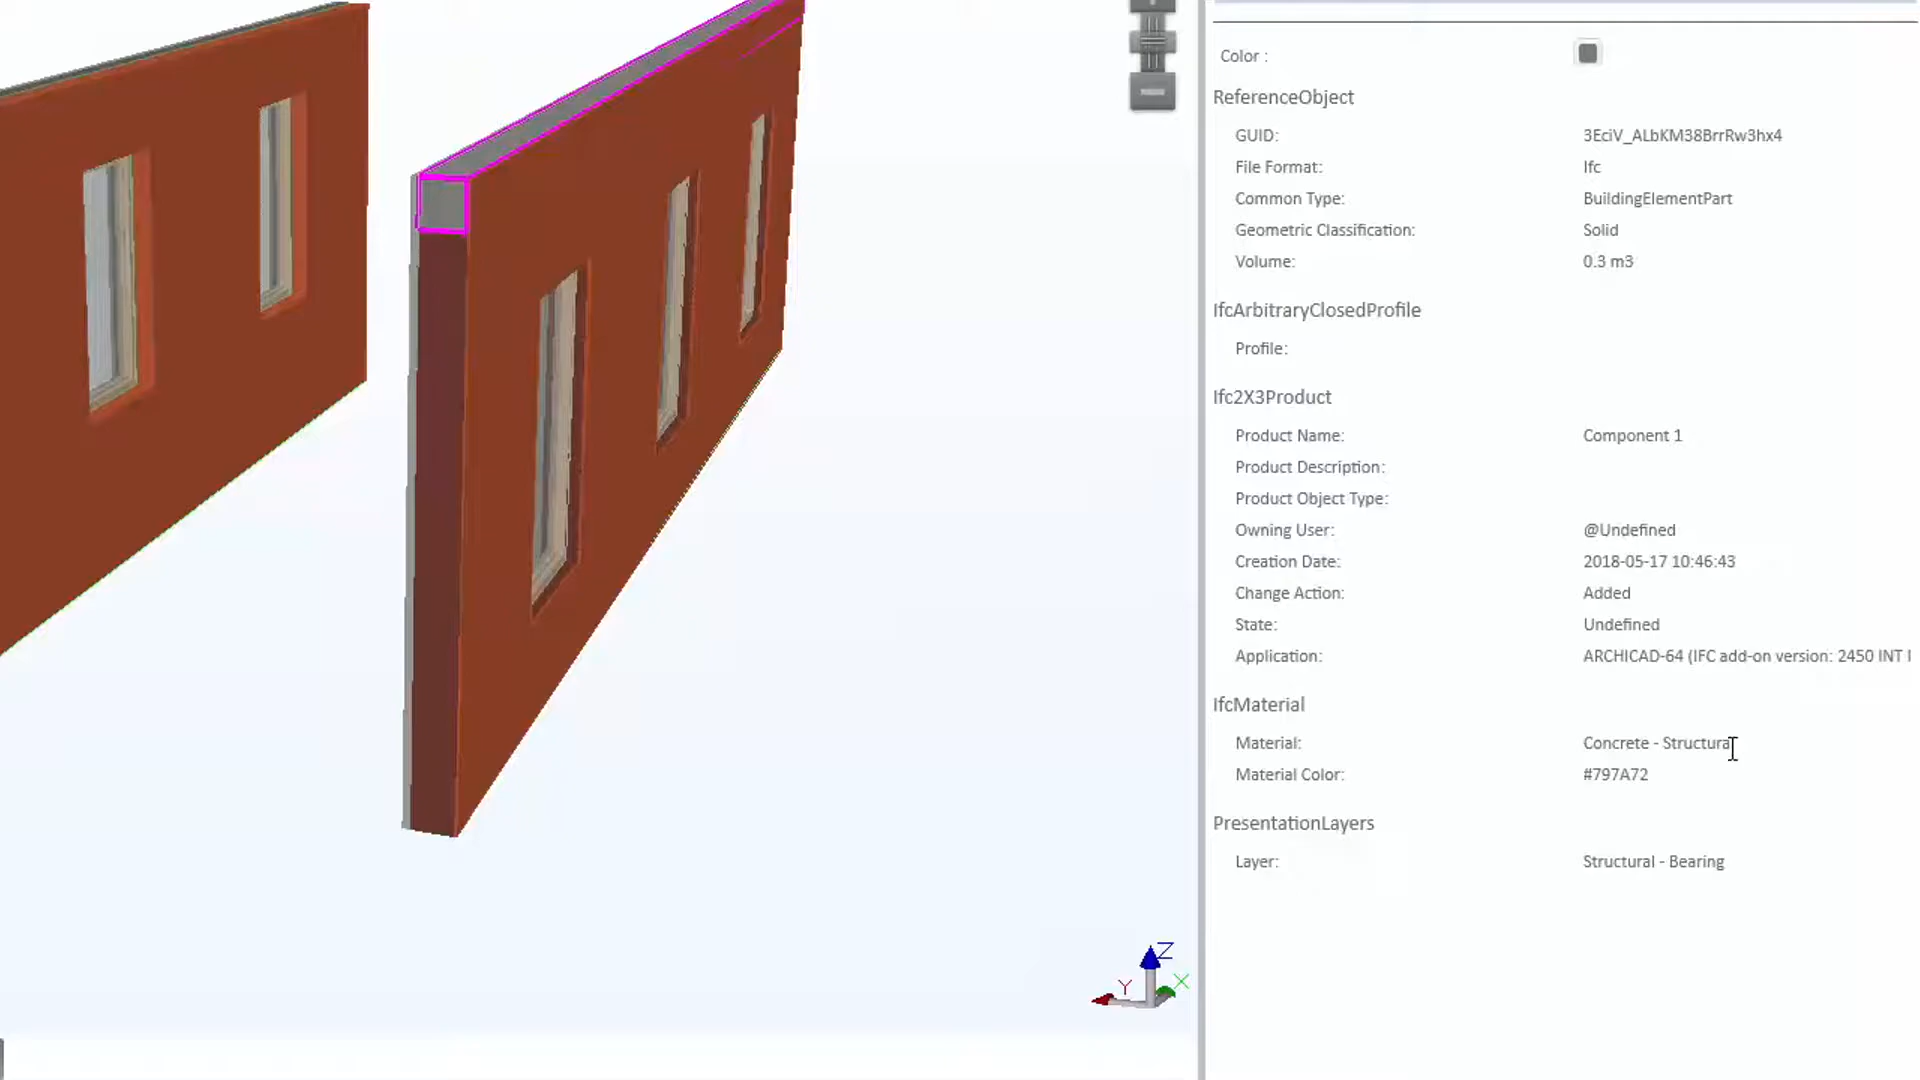 Color :
ReferenceObject
GUID: 3EciV_ALbKM38BrrRw3hx4
File Format: Ifc
Common Type: BuildingElementPart
Geometric Classification: Solid
Volume: 0.3 m3
IfcArbitraryClosedProfile
Profile:
Ifc2X3Product
Product Name: Component 1
Product Description:
Product Object Type:
Owning User: @Undefined
Creation Date: 2018-05-17 10:46:43
Change Action: Added
State: Undefined
Application: ARCHICAD-64 (IFC add-on version: 2450 INT I
IfcMaterial
Material: Concrete - Structural
Material Color: #797A72
PresentationLayers
Layer: Structural - Bearing
Z
Y X